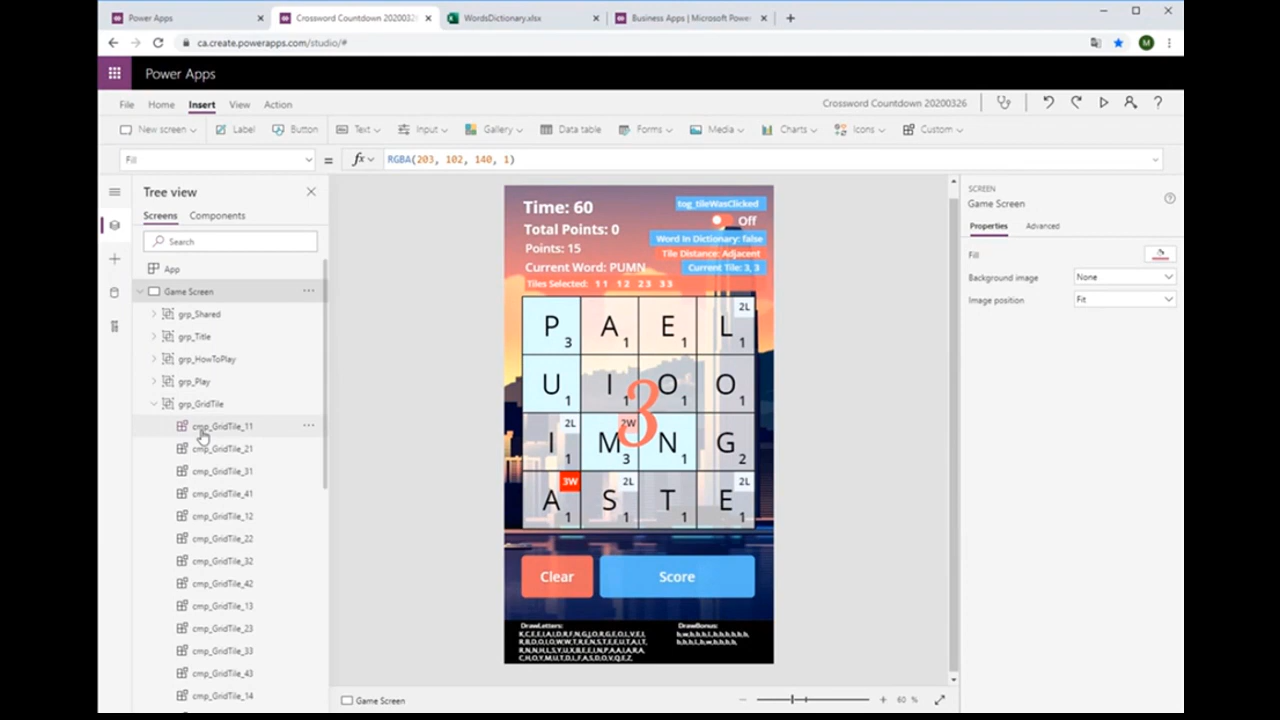 Power Apps
Crossword Countdown 2020032
WordsDictionary.xlsx
Business Apps | Microsoft Powe
ca.create.powerapps.com/studio/#
M
Power Apps
File Home Insert View Action
Crossword Countdown 20200326
New screen Label Button Text Input Gallery Data table Forms Media Charts Icons Custom
Fill = fx RGBA(203, 102, 140, 1)
Tree view
Screens Components
Search
App
Game Screen
grp_Shared
grp_Title
grp_HowToPlay
grp_Play
grp_GridTile
cmp_GridTile_11
cmp_GridTile_21
cmp_GridTile_31
cmp_GridTile_41
cmp_GridTile_12
cmp_GridTile_22
cmp_GridTile_32
cmp_GridTile_42
cmp_GridTile_13
cmp_GridTile_23
cmp_GridTile_33
cmp_GridTile_43
cmp_GridTile_14
Time: 60
Total Points: 0
Points: 15
Current Word: PUMN
Tiles Selected: 1 1 1 2 2 3 3 3
tog_tileWasClicked
Off
Word In Dictionary: false
Tile Distance: Adjacent
Current Tile: 3, 3
P 3 A 1 E 1 L 1 2L
U 1 I 1 O 1 O 1
I 1 2L M 3 2W N 1 G 2
3
A 1 3W S 1 2L T 1 E 1 2L
Clear Score
DrawLetters:
DrawBonus:
Game Screen
60 %
SCREEN
Game Screen
Properties Advanced
Fill
Background image None
Image position Fit